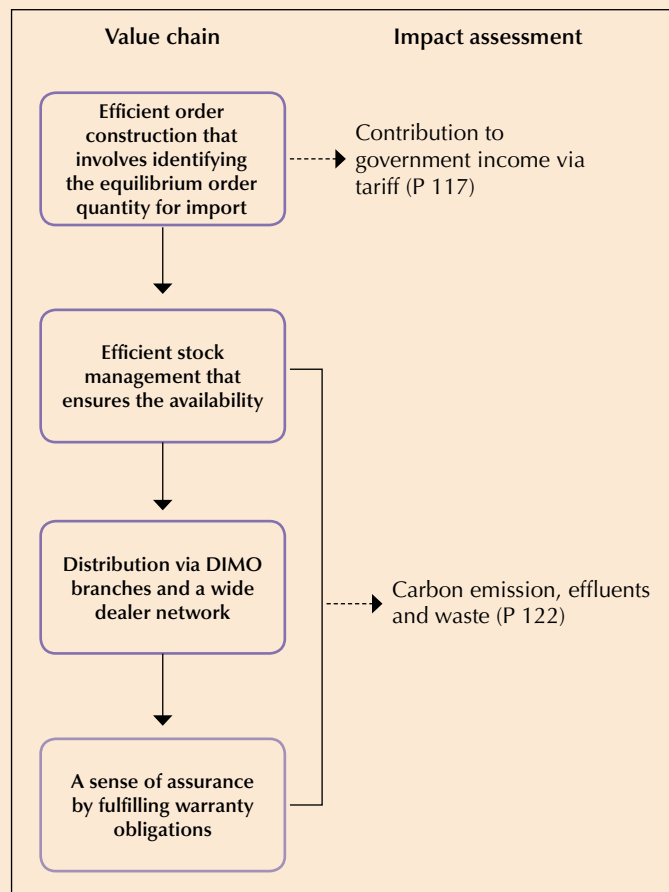 Value chain
Impact assessment
Efficient order
construction that
involves identifying
the equilibrium order
quantity for import
Contribution to
government income via
tariff (P 117)
Efficient stock
management that
ensures the availability
Distribution via DIMO
branches and a wide
dealer network
Carbon emission, effluents
and waste (P 122)
A sense of assurance
by fulfilling warranty
obligations